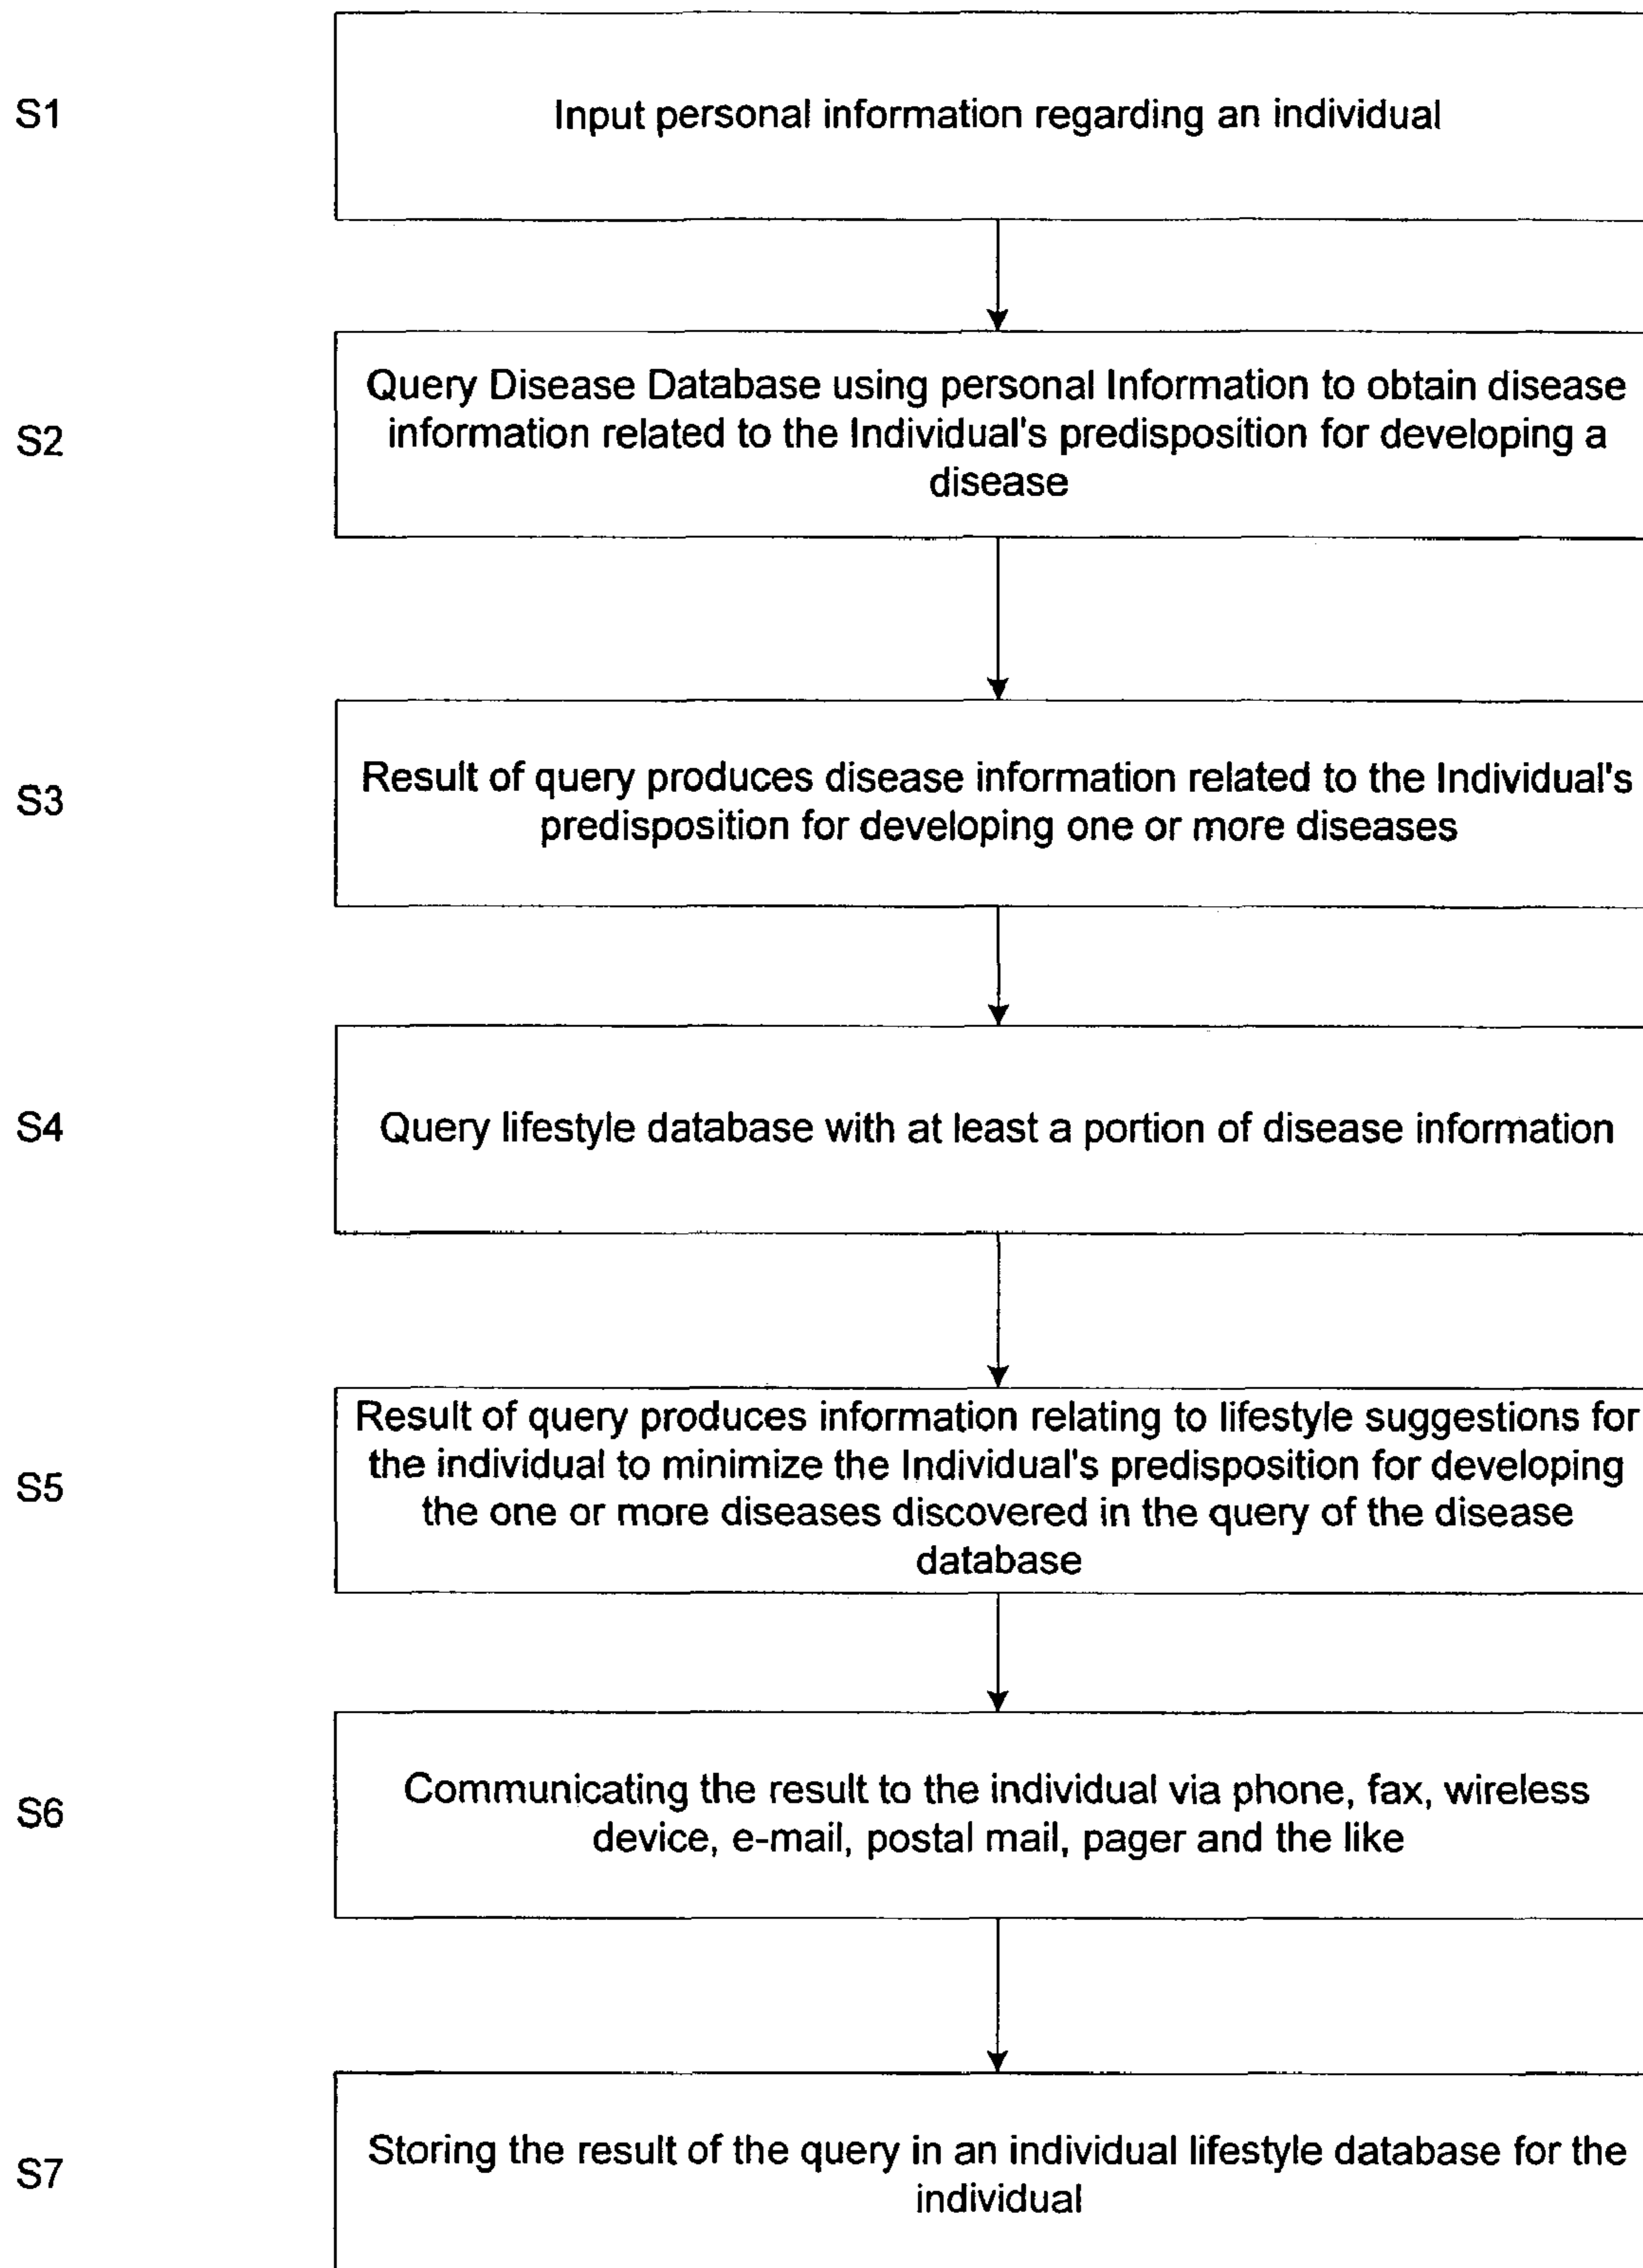 S1
Input personal information regarding an individual
S2
Query Disease Database using personal Information to obtain disease
information related to the Individual's predisposition for developing a
disease
S3
Result of query produces disease information related to the Individual's
predisposition for developing one or more diseases
S4
Query lifestyle database with at least a portion of disease information
S5
Result of query produces information relating to lifestyle suggestions for
the individual to minimize the Individual's predisposition for developing
the one or more diseases discovered in the query of the disease
database
S6
Communicating the result to the individual via phone, fax, wireless
device, e-mail, postal mail, pager and the like
S7
Storing the result of the query in an individual lifestyle database for the
individual